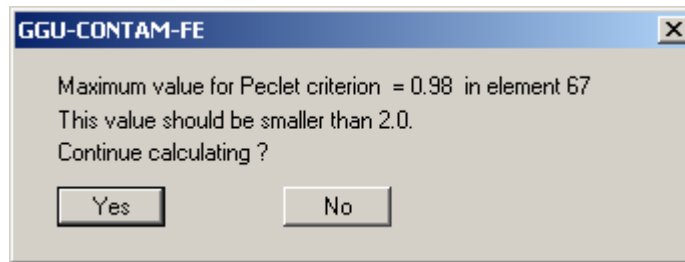 GGU-CONTAM-FE
Maximum value for Peclet criterion = 0.98 in element 67
This value should be smaller than 2.0.
Continue calculating ?
Yes No